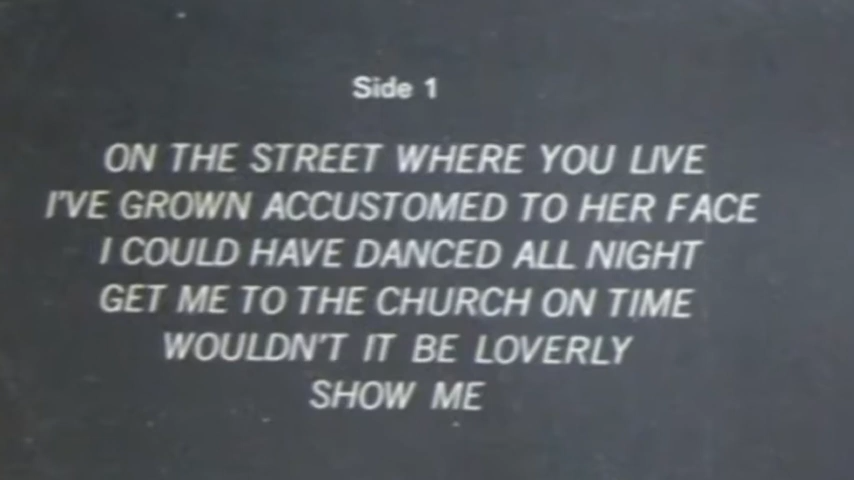 Side 1
ON THE STREET WHERE YOU LIVE
I'VE GROWN ACCUSTOMED TO HER FACE
I COULD HAVE DANCED ALL NIGHT
GET ME TO THE CHURCH ON TIME
WOULDN'T IT BE LOVERLY
SHOW ME